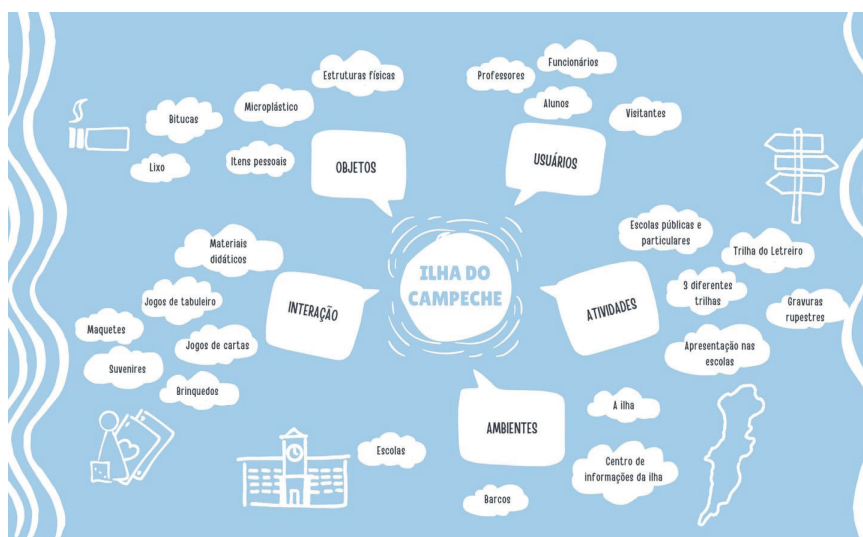 Estruturas físicas
Microplástico
Bitucas
Lixo
Itens pessoais
OBJETOS
Funcionários
Professores
Alunos
Visitantes
USUÁRIOS
ILHA DO
CAMPECHE
Materiais
didáticos
Jogos de tabuleiro
Maquetes
Jogos de cartas
Suvenires
Brinquedos
INTERAÇÃO
Escolas públicas e
particulares
Trilha do Letreiro
3 diferentes
trilhas
Gravuras
rupestres
Apresentação nas
escolas
ATIVIDADES
AMBIENTES
A ilha
Escolas
Centro de
informações da ilha
Barcos